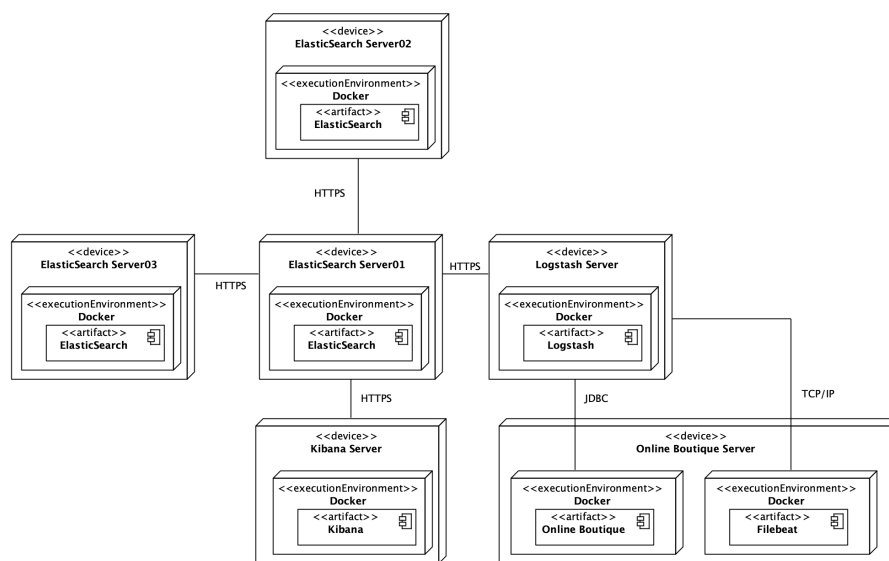 <<device>>
ElasticSearch Server02
<<executionEnvironment>>
Docker
<<artifact>>
ElasticSearch
HTTPS
<<device>>
ElasticSearch Server03
<<executionEnvironment>>
Docker
<<artifact>>
ElasticSearch
HTTPS
<<device>>
ElasticSearch Server01
<<executionEnvironment>>
Docker
<<artifact>>
ElasticSearch
HTTPS
<<device>>
Logstash Server
<<executionEnvironment>>
Docker
<<artifact>>
Logstash
HTTPS
JDBC
TCP/IP
<<device>>
Kibana Server
<<executionEnvironment>>
Docker
<<artifact>>
Kibana
<<device>>
Online Boutique Server
<<executionEnvironment>>
Docker
<<artifact>>
Online Boutique
<<executionEnvironment>>
Docker
<<artifact>>
Filebeat